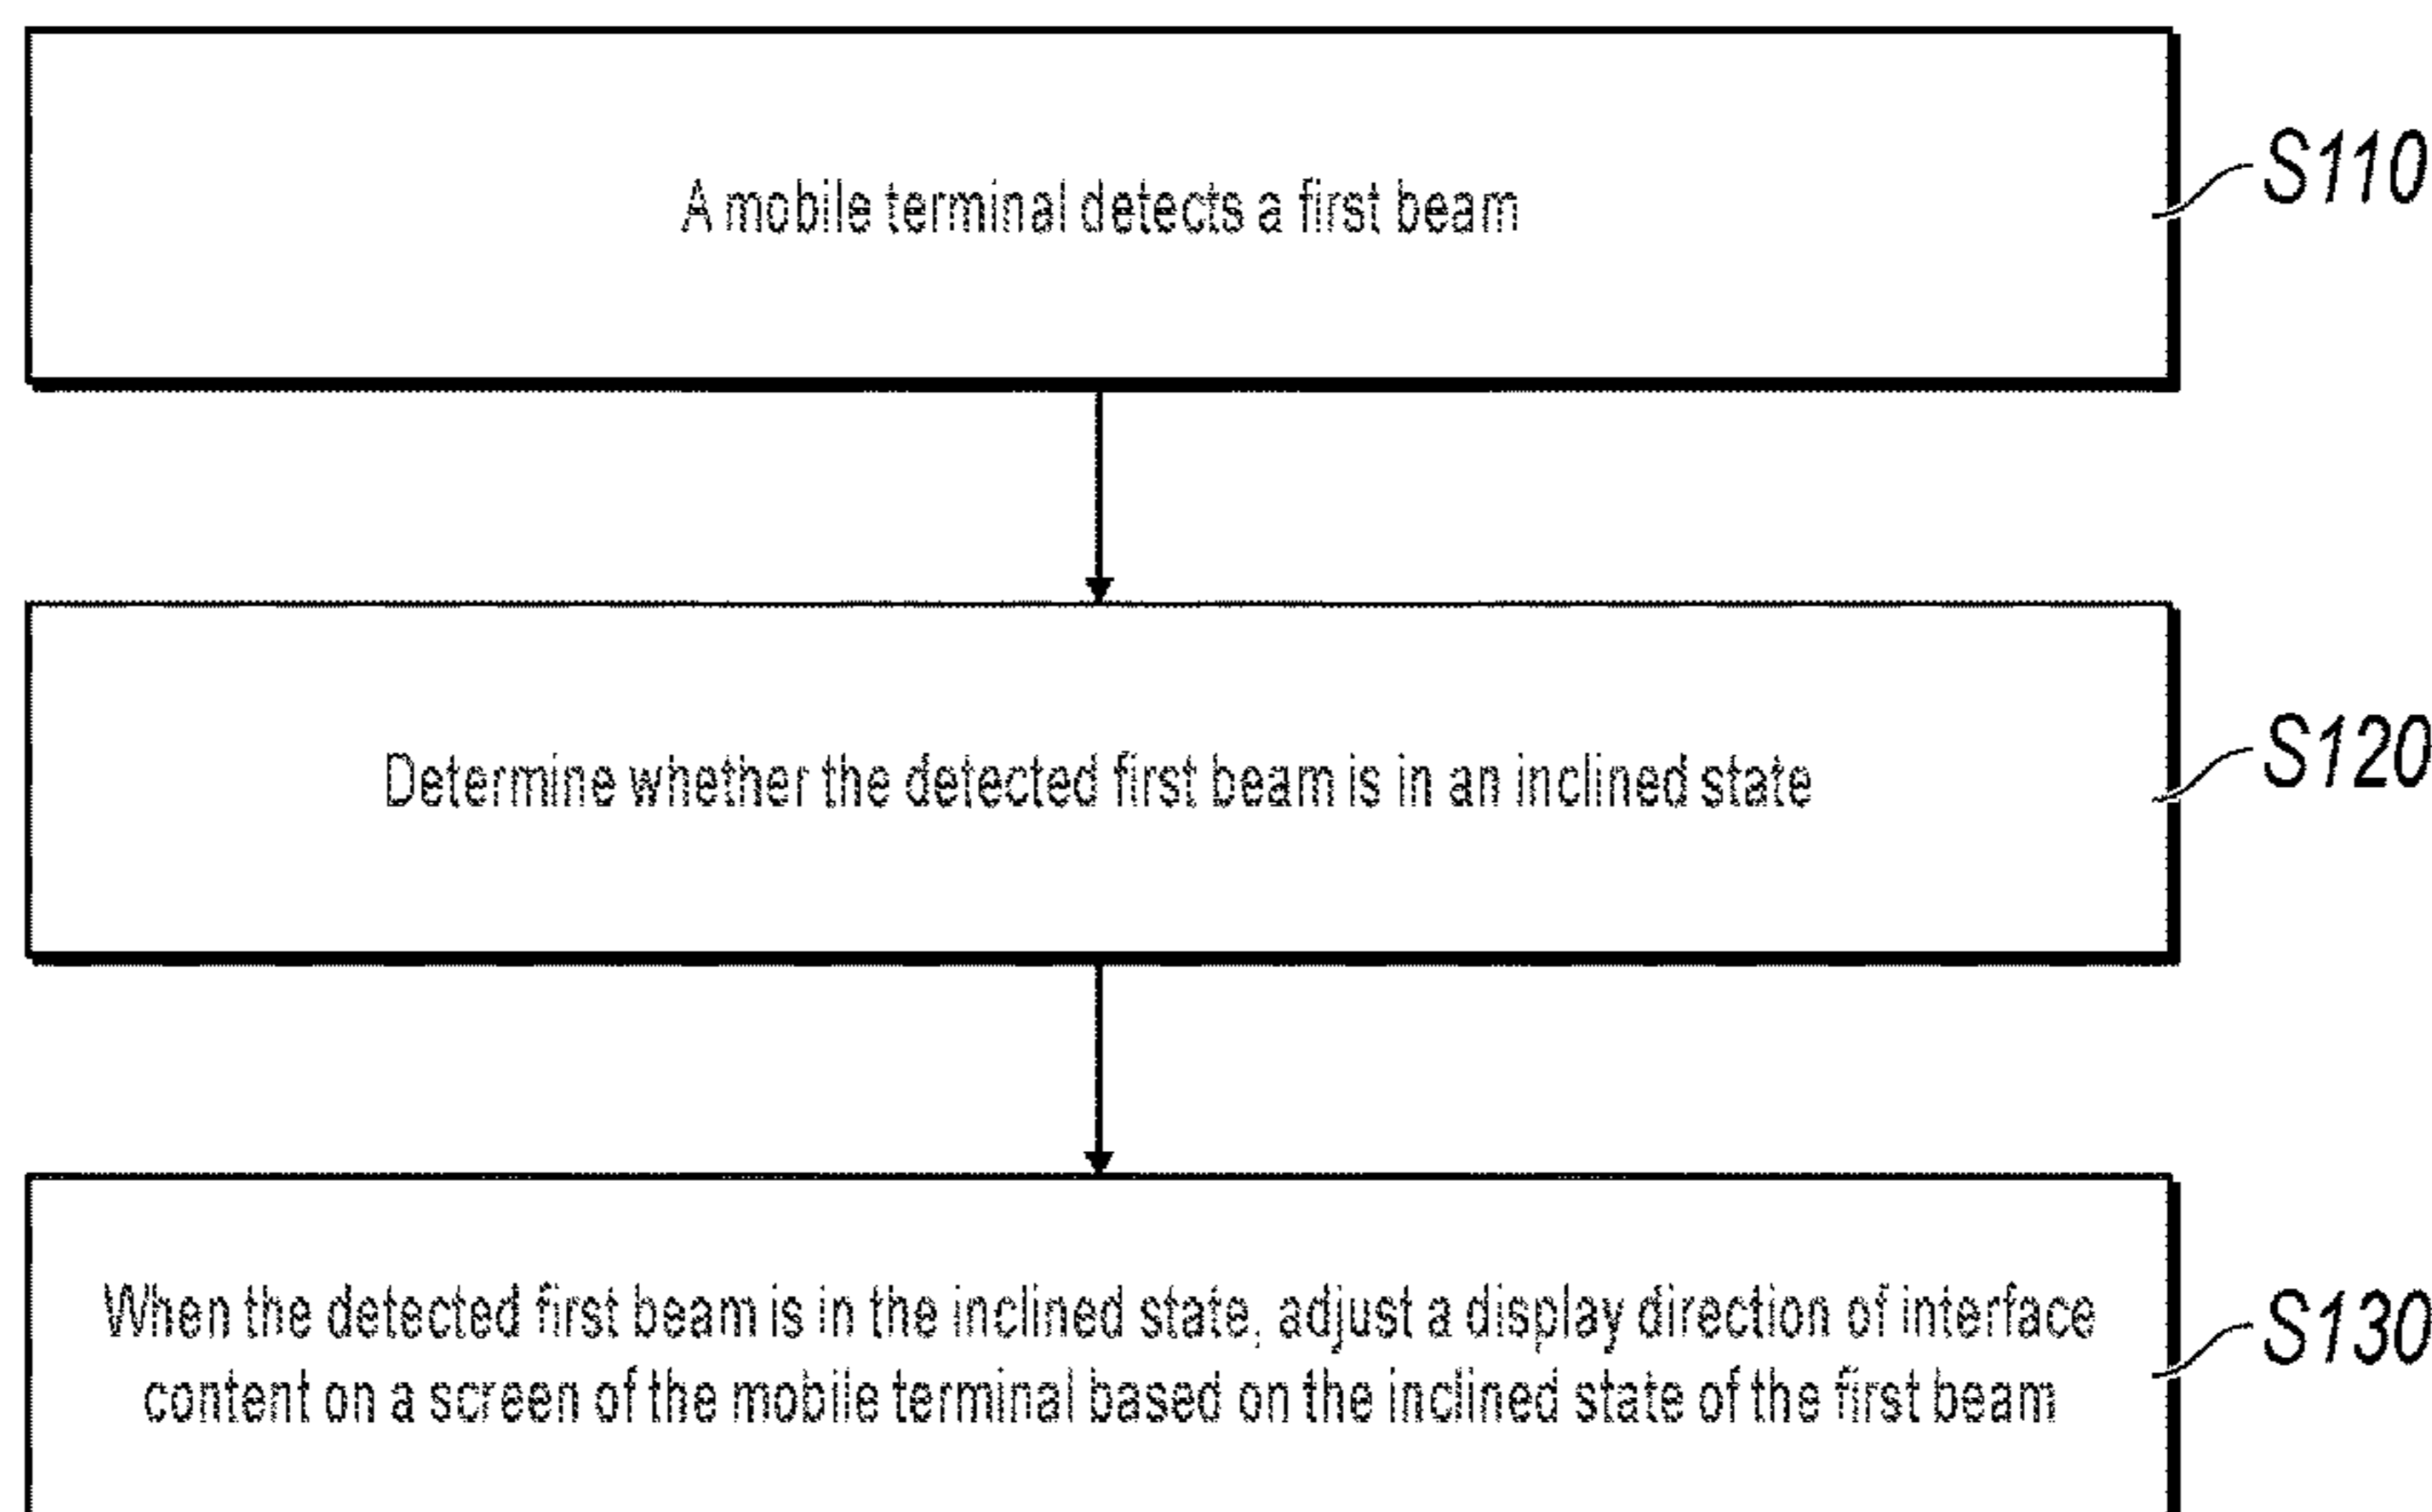 A mobile terminal detects a first beam
S110
Determine whether the detected first beam is in an inclined state
S120
When the detected first beam is in the inclined state, adjust a display direction of interface
content on a screen of the mobile terminal based on the inclined state of the first beam
S130